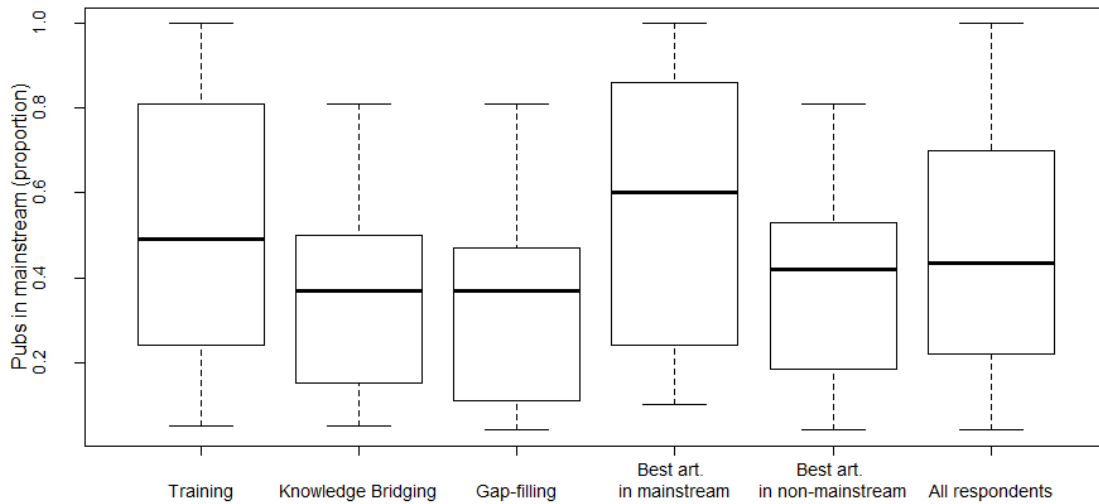 Pubs in mainstream (proportion)
1.0
0.8
0.6
0.4
0.2
Training
Knowledge Bridging
Gap-filling
Best art.
in mainstream
Best art.
in non-mainstream
All respondents